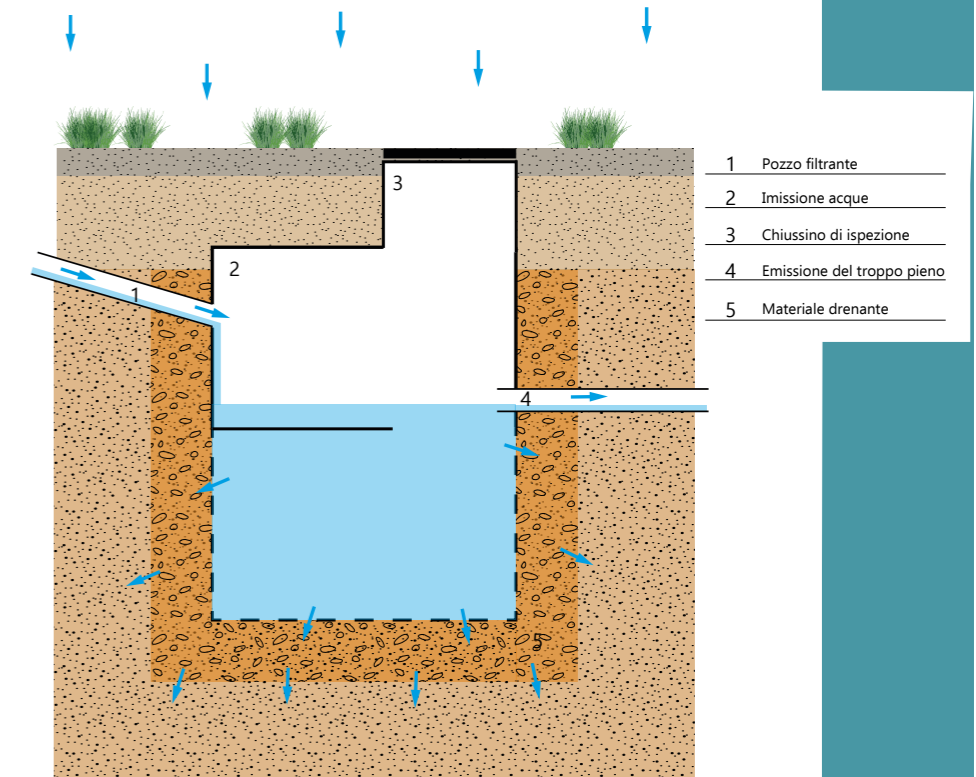 3
2
1
4
5
1 Pozzo filtrante
2 Imissione acque
3 Chiussino di ispezione
4 Emissione del troppo pieno
5 Materiale drenante